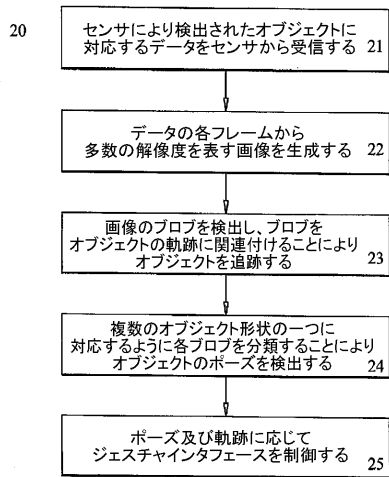 20
センサにより検出されたオブジェクトに
対応するデータをセンサから受信する 21
データの各フレームから
多数の解像度を表す画像を生成する 22
画像のブロブを検出し、ブロブを
オブジェクトの軌跡に関連付けることにより
オブジェクトを追跡する 23
複数のオブジェクト形状の一つに
対応するように各ブロブを分類することにより
オブジェクトのポーズを検出する 24
ポーズ及び軌跡に応じて
ジェスチャインタフェースを制御する 25